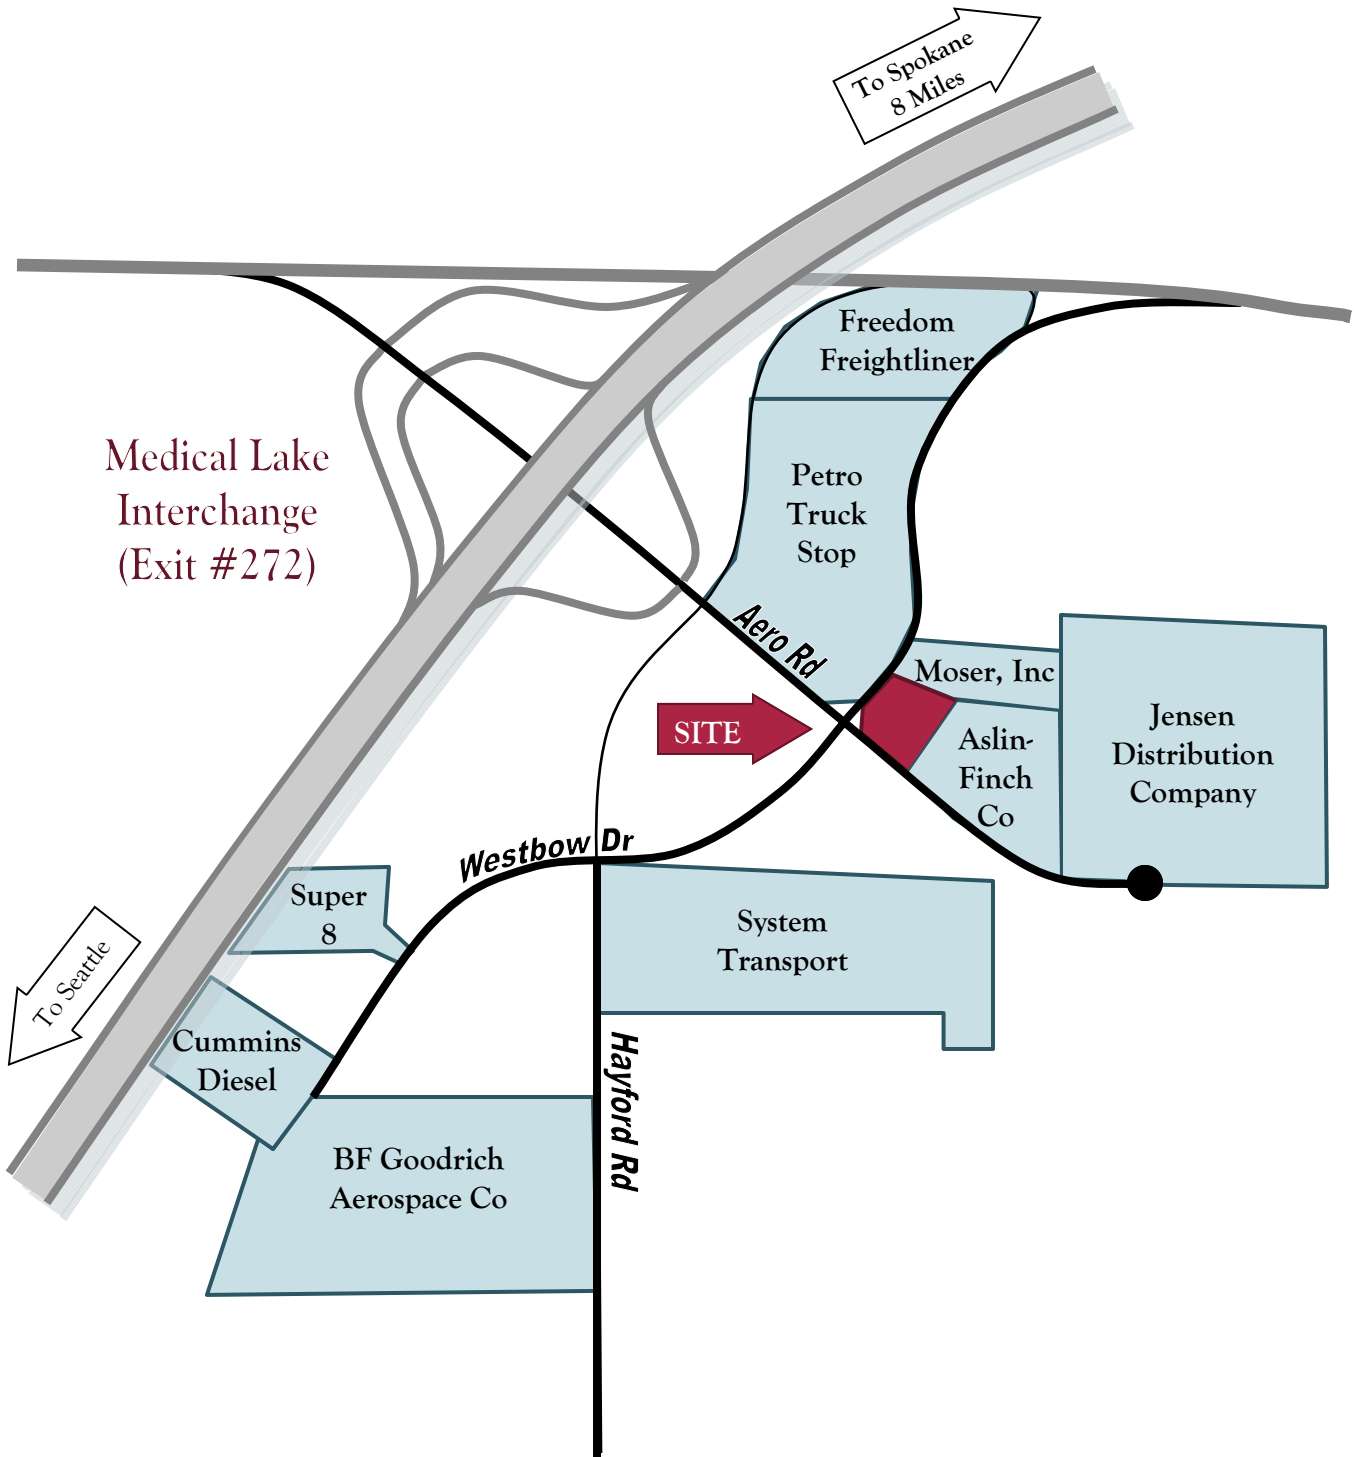 To Spokane
8 Miles
Freedom
Freightliner
Medical Lake
Interchange
(Exit #272)
Petro
Truck
Stop
Aero Rd
Moser, Inc
SITE
Aslin-
Finch
Co
Jensen
Distribution
Company
Westbow Dr
Super
8
System
Transport
To Seattle
Cummins
Diesel
Hayford Rd
BF Goodrich
Aerospace Co